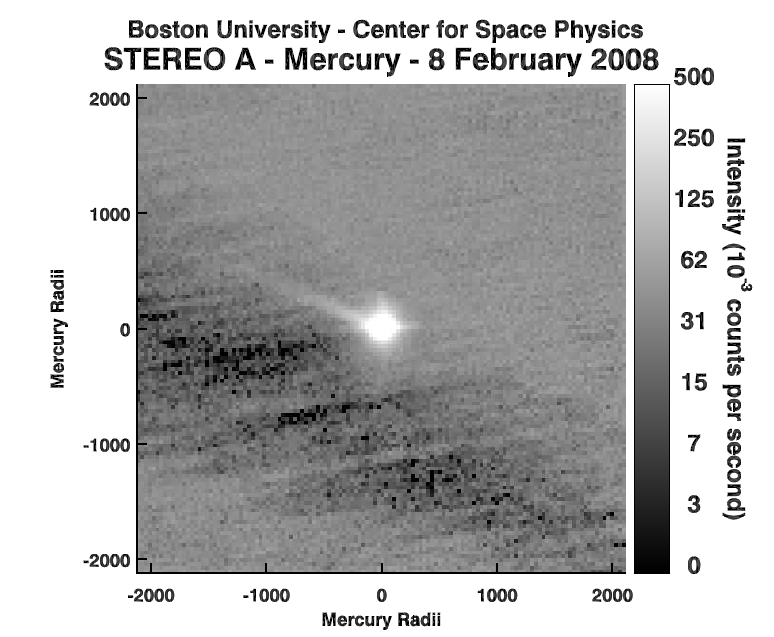 Boston University - Center for Space Physics
STEREO A - Mercury - 8 February 2008
2000
1000
0
-1000
-2000
Mercury Radii
-2000 -1000 0 1000 2000
Mercury Radii
500
250
125
62
31
15
7
3
0
Intensity (10⁻³ counts per second)